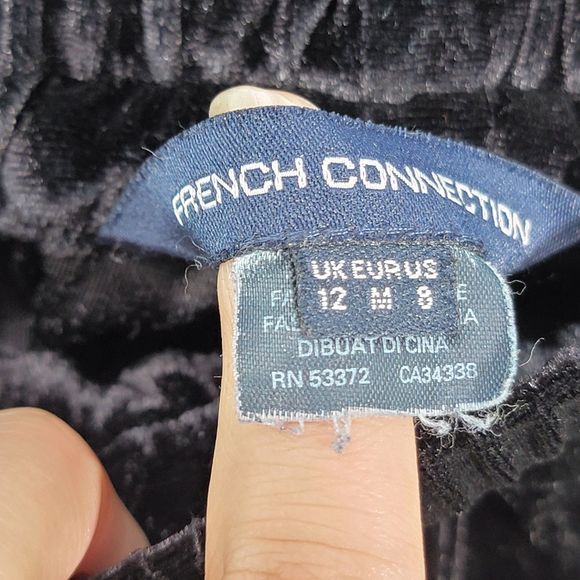 FRENCH CONNECTION
UK EUR US
12 M 8
DIBUAT DI CINA
RN 53372 CA34338